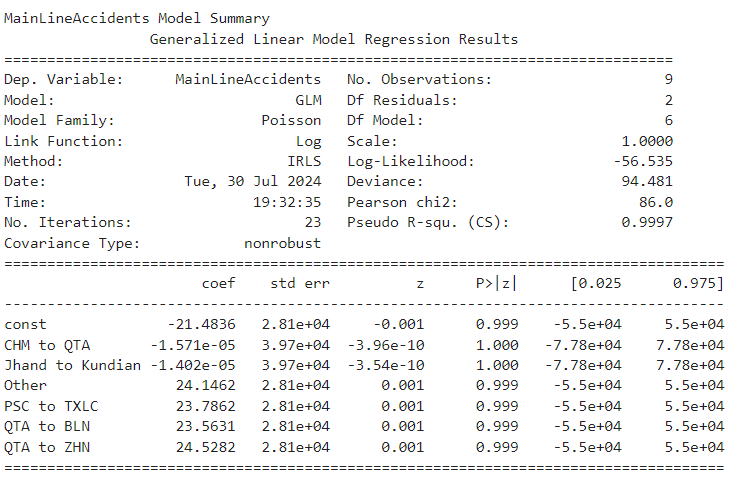 MainLineAccidents Model Summary
Generalized Linear Model Regression Results
==============================================================================
Dep. Variable: MainLineAccidents No. Observations: 9
Model: GLM Df Residuals: 2
Model Family: Poisson Df Model: 6
Link Function: Log Scale: 1.0000
Method: IRLS Log-Likelihood: -56.535
Date: Tue, 30 Jul 2024 Deviance: 94.481
Time: 19:32:35 Pearson chi2: 86.0
No. Iterations: 23 Pseudo R-squ. (CS): 0.9997
Covariance Type: nonrobust
====================================================================================
coef std err z P>|z| [0.025 0.975]
------------------------------------------------------------------------------------
const -21.4836 2.81e+04 -0.001 0.999 -5.5e+04 5.5e+04
CHM to QTA -1.571e-05 3.97e+04 -3.96e-10 1.000 -7.78e+04 7.78e+04
Jhand to Kundian -1.402e-05 3.97e+04 -3.54e-10 1.000 -7.78e+04 7.78e+04
Other 24.1462 2.81e+04 0.001 0.999 -5.5e+04 5.5e+04
PSC to TXLC 23.7862 2.81e+04 0.001 0.999 -5.5e+04 5.5e+04
QTA to BLN 23.5631 2.81e+04 0.001 0.999 -5.5e+04 5.5e+04
QTA to ZHN 24.5282 2.81e+04 0.001 0.999 -5.5e+04 5.5e+04
====================================================================================